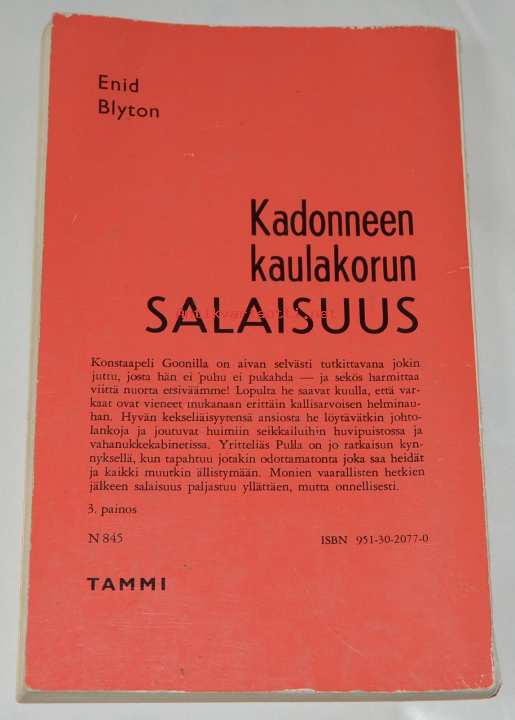 Enid
Blyton
Kadonneen
kaulakorun
SALAISUUS
Konstaapeli Goonilla on aivan selvästi tutkittavana jokin
juttu, josta hän ei puhu ei pukahda — ja sekös harmittaa
viittä nuorta etsiväämme! Lopulta he saavat kuulla, että var-
kaat ovat vieneet mukanaan erittäin kallisarvoisen helminau-
han. Hyvän kekseliäisyytensä ansiosta he löytävätkin johto-
lankoja ja joutuvat huimiin seikkailuihin huvipuistossa ja
vahanukkekabinetissa. Yritteliäs Pulla on jo ratkaisun kyn-
nyksellä, kun tapahtuu jotakin odottamatonta joka saa heidät
ja kaikki muutkin ällistymään. Monien vaarallisten hetkien
jälkeen salaisuus paljastuu yllättäen, mutta onnellisesti.
3. painos
N 845 ISBN 951-30-2077-0
TAMMI